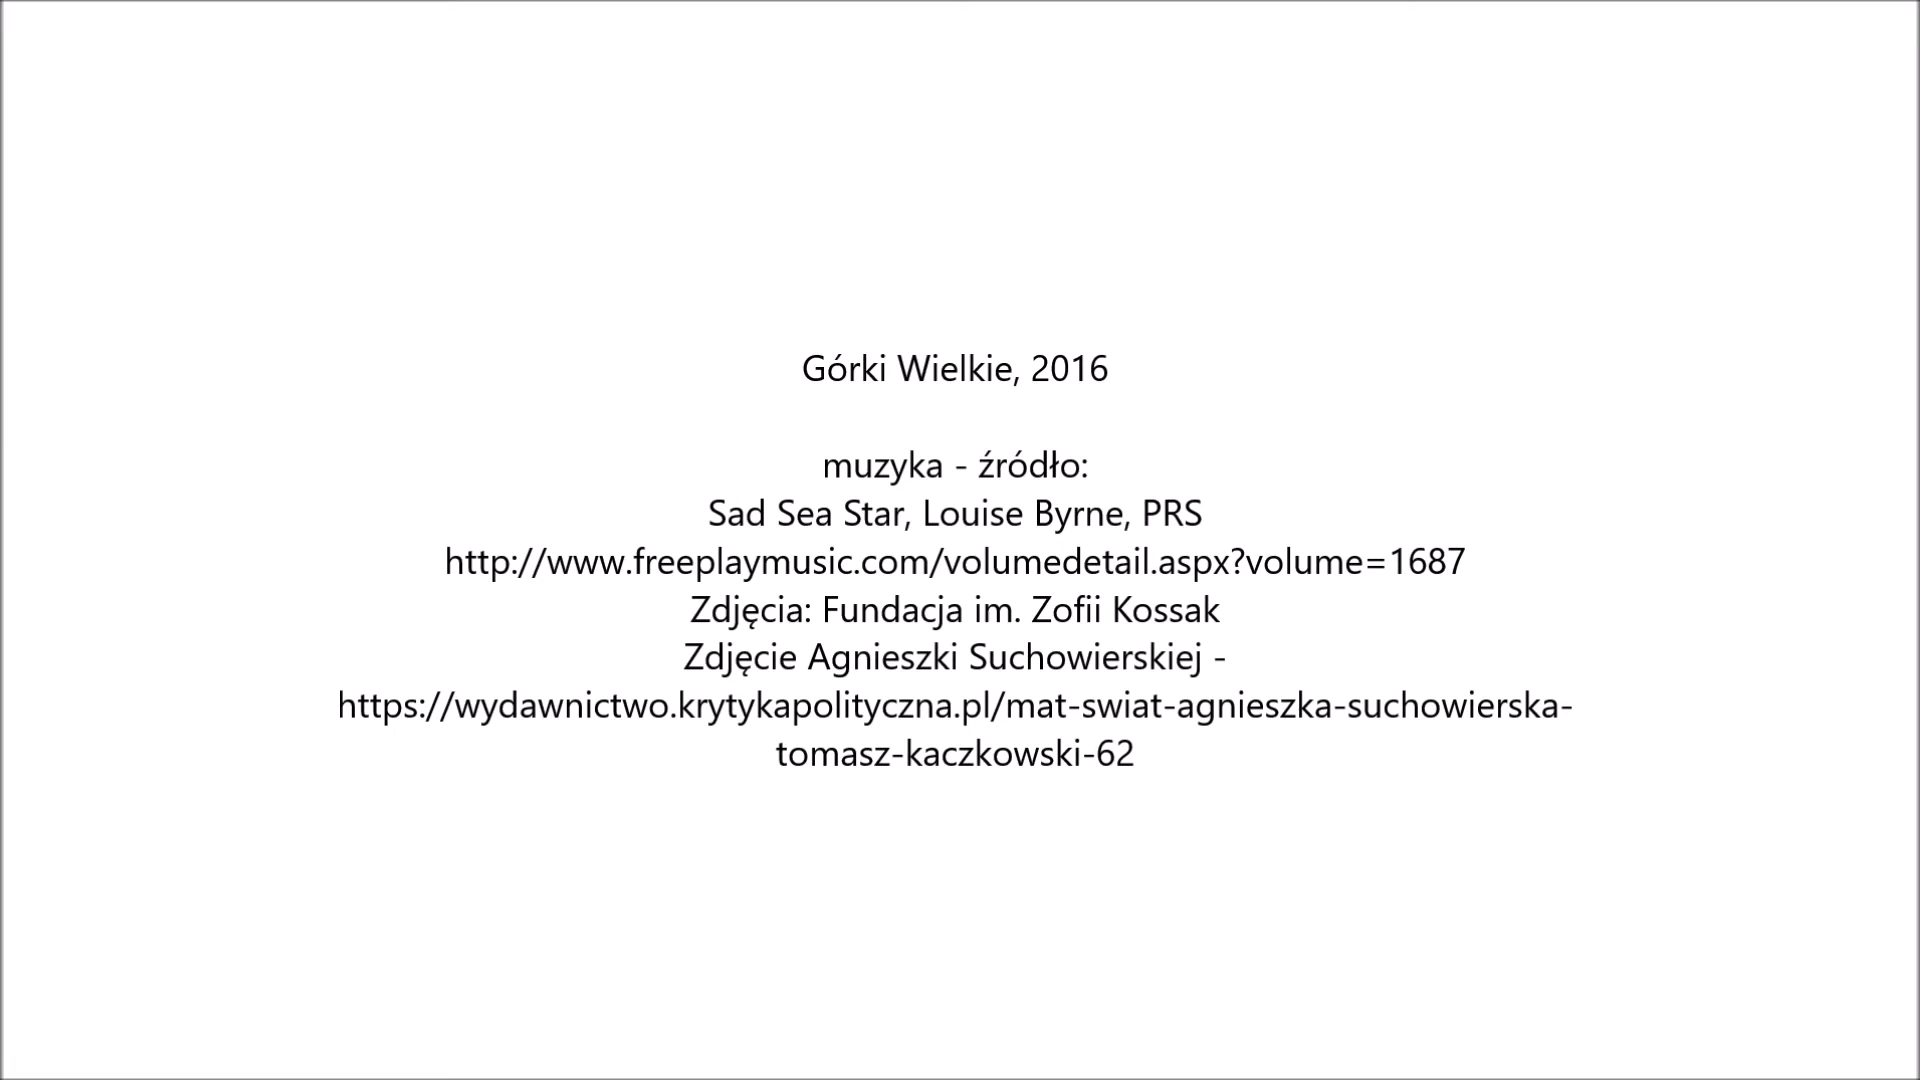 Górki Wielkie, 2016
muzyka - źródło:
Sad Sea Star, Louise Byrne, PRS
http://www.freeplaymusic.com/volumedetail.aspx?volume=1687
Zdjęcia: Fundacja im. Zofii Kossak
Zdjęcie Agnieszki Suchowierskiej -
https://wydawnictwo.krytykapolityczna.pl/mat-swiat-agnieszka-suchowierska-
tomasz-kaczkowski-62